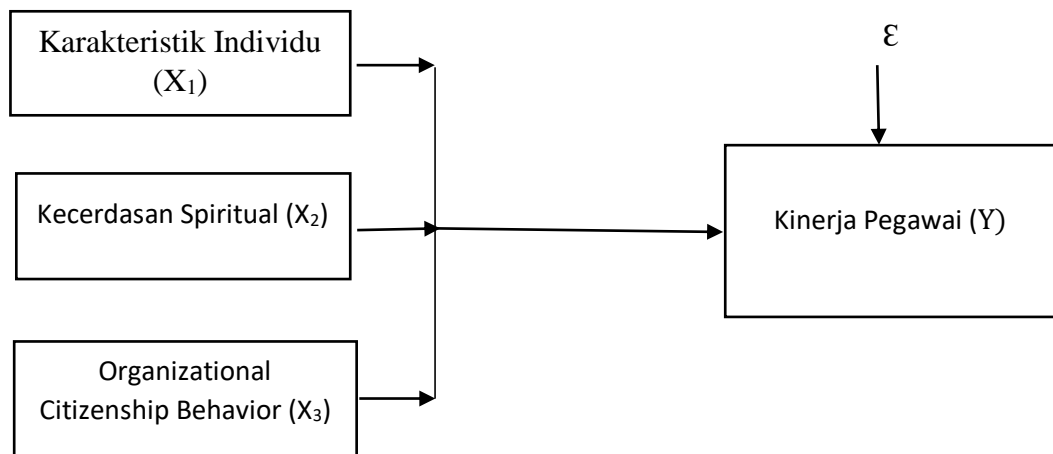 Karakteristik Individu
(X₁)
ε
Kecerdasan Spiritual (X₂)
Kinerja Pegawai (Y)
Organizational
Citizenship Behavior (X₃)